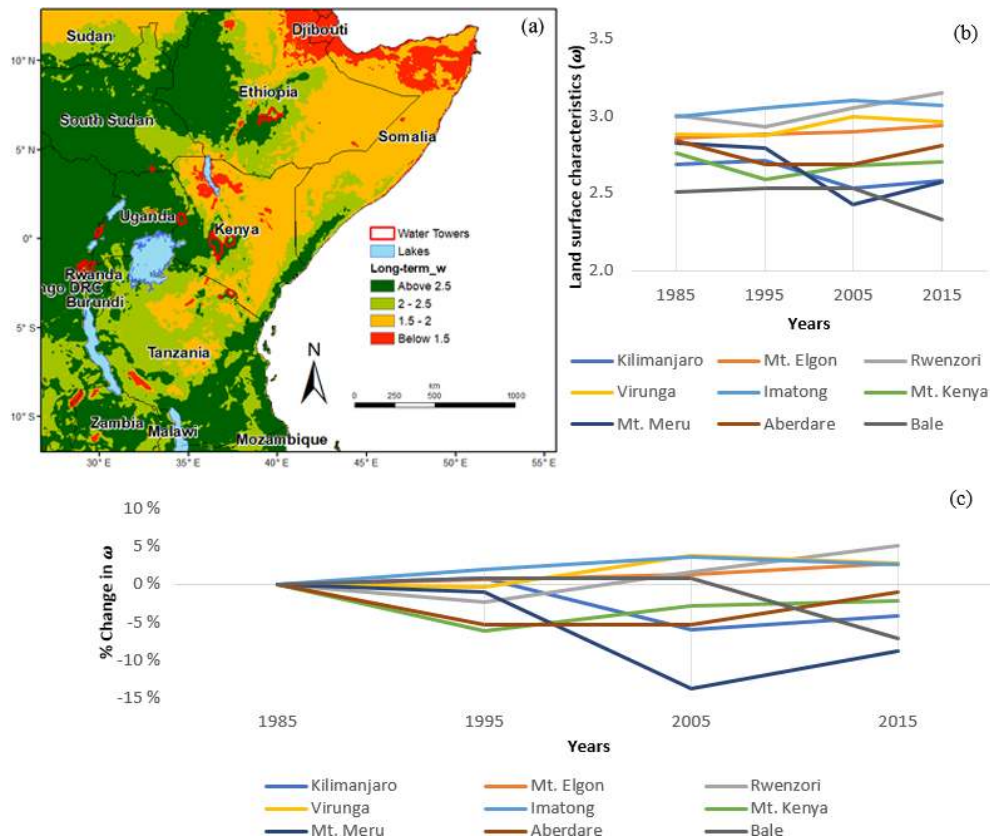 (a)
Sudan
Djibouti
10°N
Ethiopia
South Sudan
Somalia
5°N
Uganda
Kenya
0°
Rwanda
ngo DRC
Burundi
5°S
Tanzania
10°S
Zambia
Malawi
Mozambique
Water Towers
Lakes
Long-term_w
Above 2.5
2 - 2.5
1.5 - 2
Below 1.5
N
km
0 500 1000
30°E 35°E 40°E 45°E 50°E 55°E
(b)
Land surface characteristics (ω)
3.5
3.0
2.5
2.0
1985 1995 2005 2015
Years
Kilimanjaro Mt. Elgon Rwenzori
Virunga Imatong Mt. Kenya
Mt. Meru Aberdare Bale
(c)
% Change in ω
10 %
5 %
0 %
-5 %
-10 %
-15 %
1985 1995 2005 2015
Years
Kilimanjaro Mt. Elgon Rwenzori
Virunga Imatong Mt. Kenya
Mt. Meru Aberdare Bale